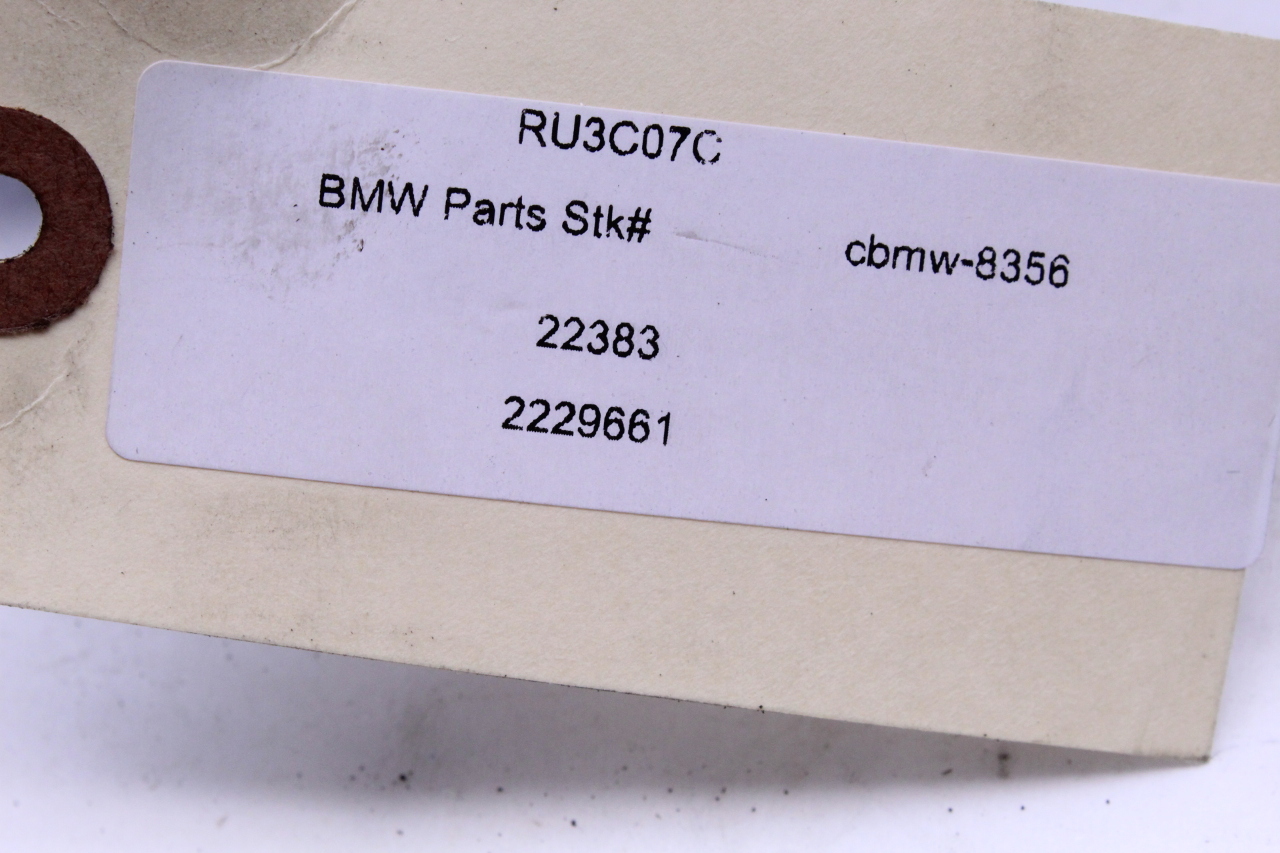 RU3C07C
BMW Parts Stk# cbmw-8356
22383
2229661